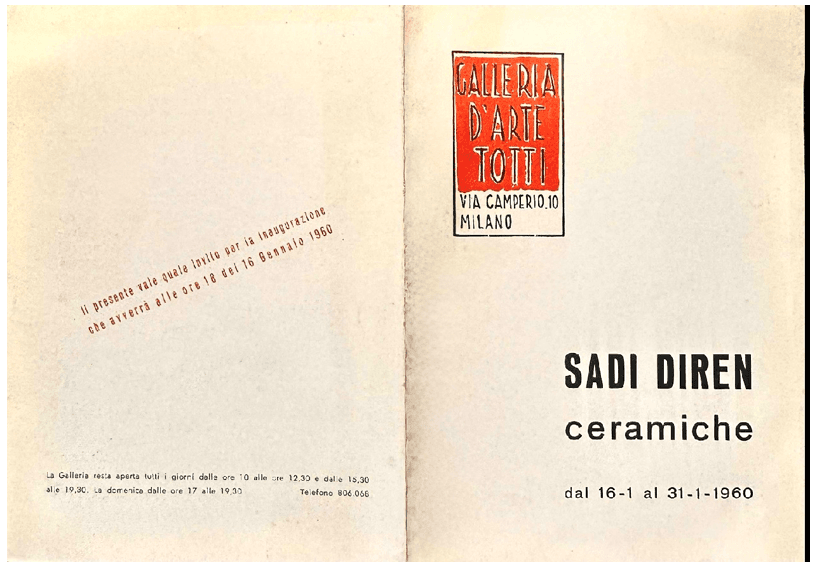 Il presente vale quale invito per la inaugurazione
che avverrà alle ore 18 del 16 Gennaio 1960
La Galleria resta aperta tutti i giorni dalle ore 10 alle ore 12,30 e dalle 15,30
alle 19,30. La domenica dalle ore 17 alle 19,30 Telefono 806.068
GALLERIA
D'ARTE
TOTTI
VIA CAMPERIO, 10
MILANO
SADI DIREN
ceramiche
dal 16-1 al 31-1-1960